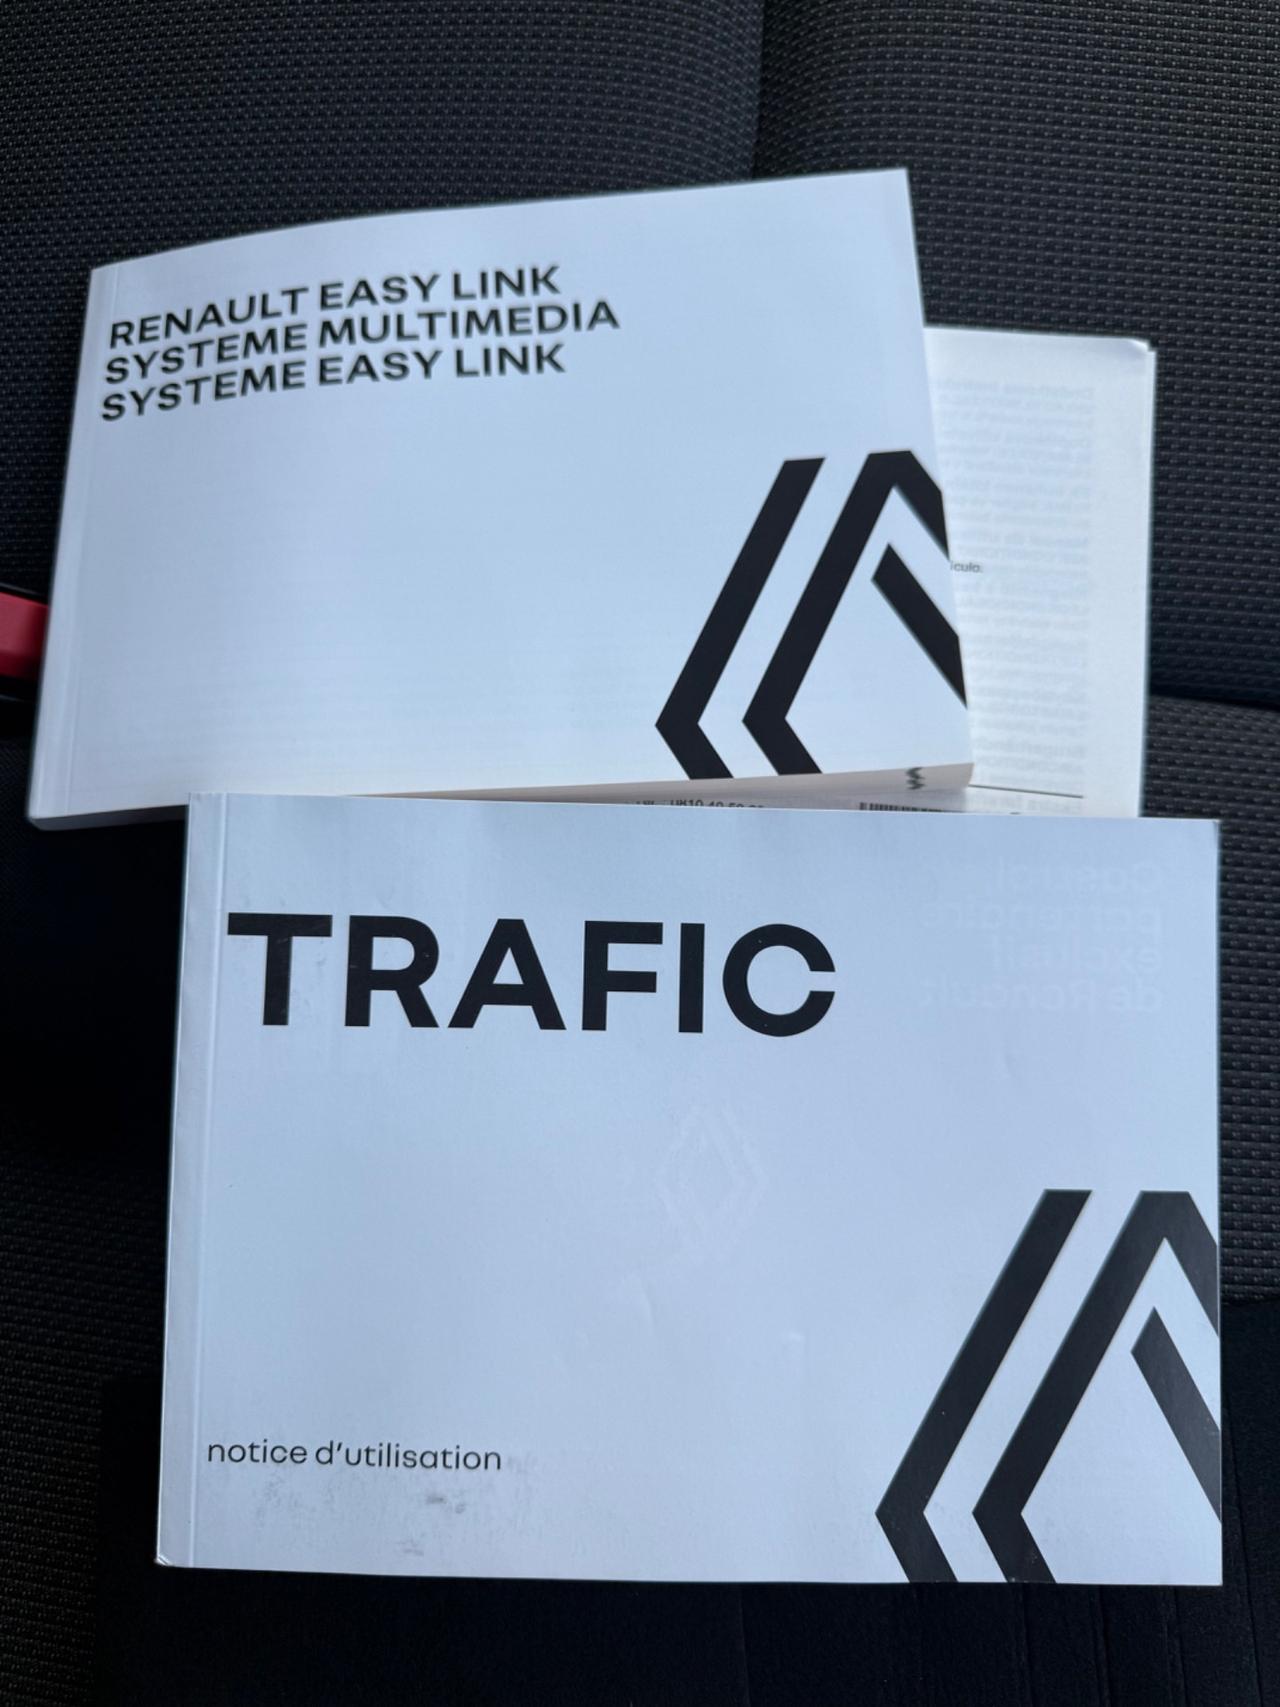 RENAULT EASY LINK
SYSTEME MULTIMEDIA
SYSTEME EASY LINK
TRAFIC
notice d'utilisation